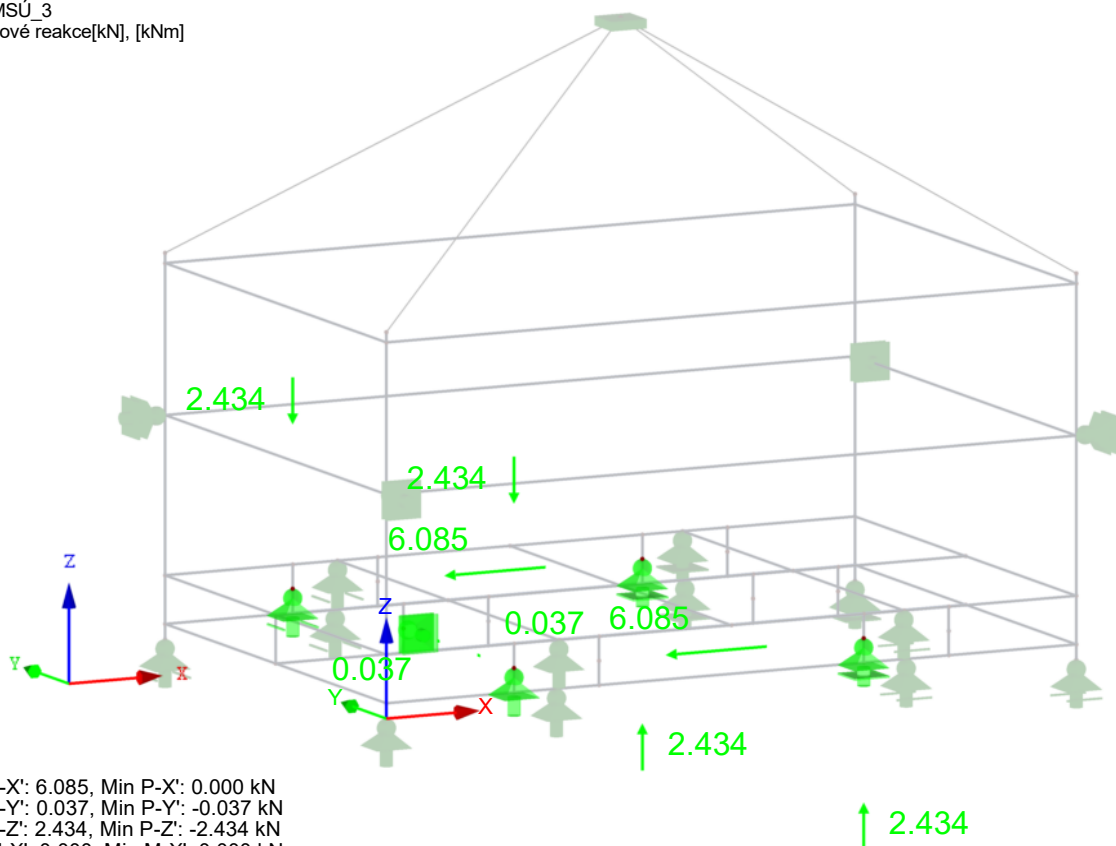 MSÚ_3
ové reakce[kN], [kNm]
2.434
2.434
6.085
Z
Z
0.037
6.085
Y
X
0.037
Y
X
2.434
-X': 6.085, Min P-X': 0.000 kN
-Y': 0.037, Min P-Y': -0.037 kN
-Z': 2.434, Min P-Z': -2.434 kN
2.434